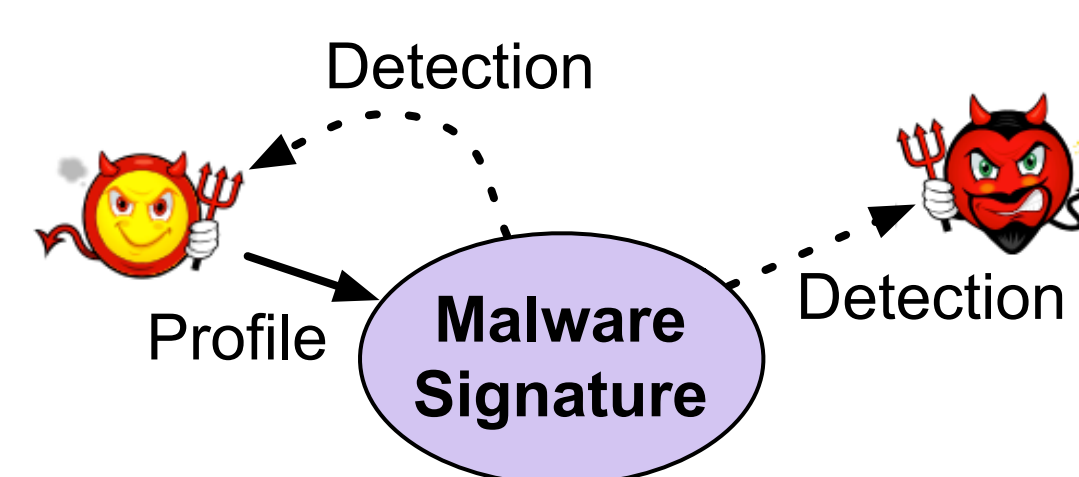 Detection
Detection
Profile
Malware
Signature